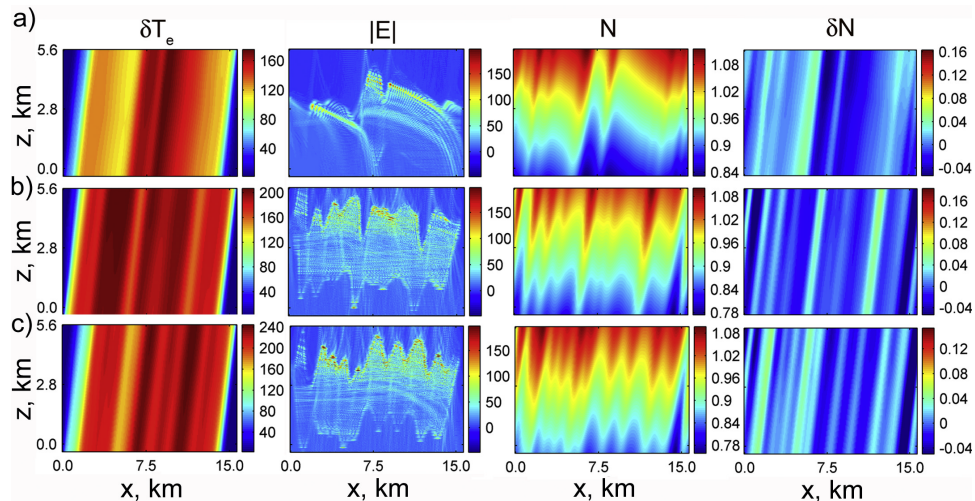 a) δTₑ |E| N δN
5.6 2.8 0.0 z, km
160 120 80 40
150 100 50 0
1.08 1.02 0.96 0.9 0.84
0.16 0.12 0.08 0.04 -0.04
b) 5.6 2.8 0.0 z, km
200 160 120 80 40
150 100 50 0
1.08 1.02 0.96 0.9 0.84 0.78
0.16 0.12 0.08 0.04 -0.04
c) 5.6 2.8 0.0 z, km
240 200 160 120 80 40
150 100 50 0
1.08 1.02 0.96 0.9 0.84 0.78
0.12 0.08 0.04 -0.04
0.0 7.5 15.0 0.0 7.5 15.0 0.0 7.5 15.0 0.0 7.5 15.0
x, km x, km x, km x, km